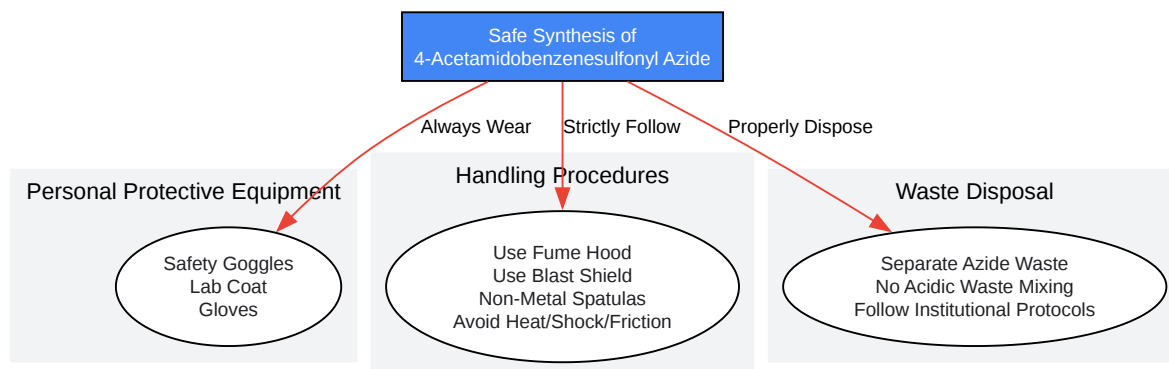 Safe Synthesis of
4-Acetamidobenzenesulfonyl Azide
Always Wear
Strictly Follow
Properly Dispose
Personal Protective Equipment
Handling Procedures
Waste Disposal
Safety Goggles
Lab Coat
Gloves
Use Fume Hood
Use Blast Shield
Non-Metal Spatulas
Avoid Heat/Shock/Friction
Separate Azide Waste
No Acidic Waste Mixing
Follow Institutional Protocols